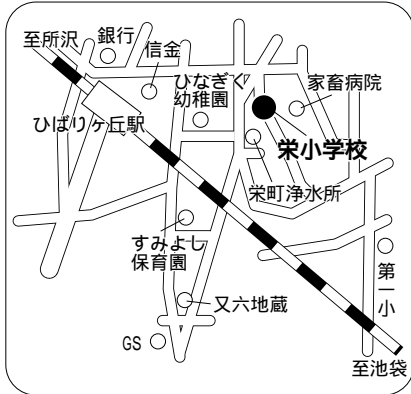 至所沢
銀行
信金
ひなぎく
幼稚園
家畜病院
ひばりヶ丘駅
栄小学校
栄町浄水所
すみよし
保育園
第一小
又六地蔵
GS
至池袋